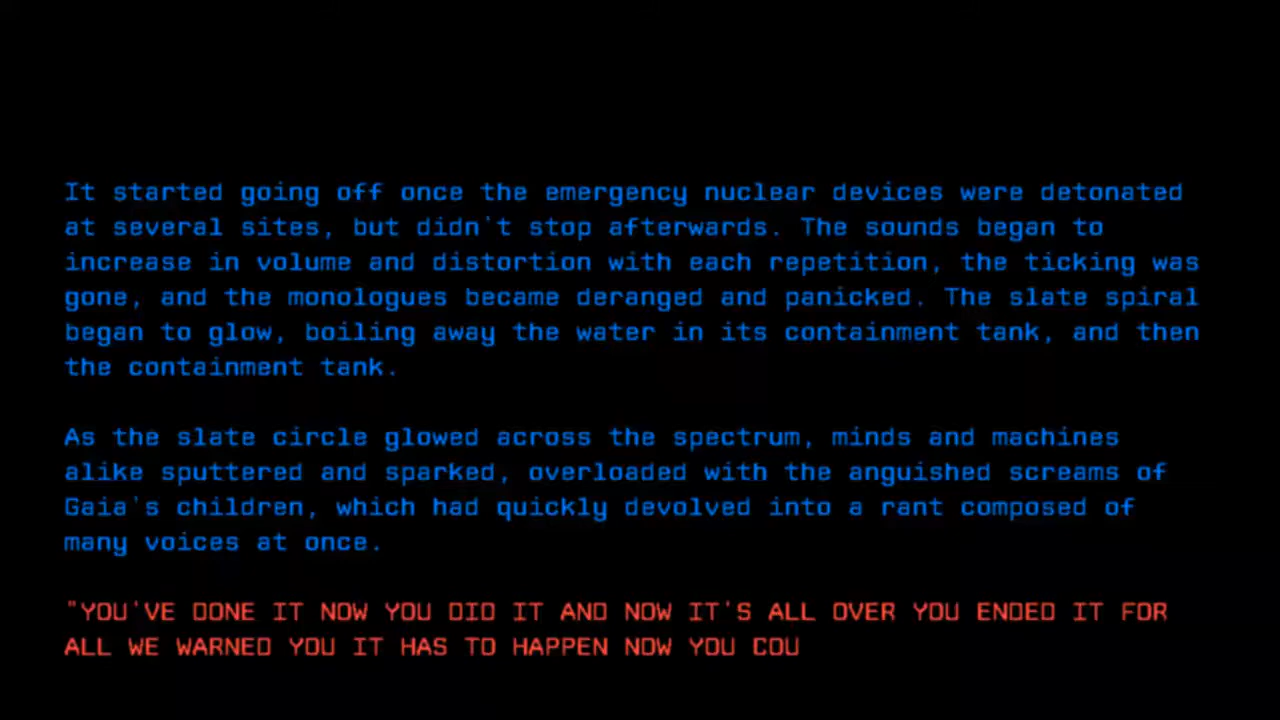 It started going off once the emergency nuclear devices were detonated
at several sites, but didn't stop afterwards. The sounds began to
increase in volume and distortion with each repetition, the ticking was
gone, and the monologues became deranged and panicked. The slate spiral
began to glow, boiling away the water in its containment tank, and then
the containment tank.
As the slate circle glowed across the spectrum, minds and machines
alike sputtered and sparked, overloaded with the anguished screams of
Gaia's children, which had quickly devolved into a rant composed of
many voices at once.
"YOU'VE DONE IT NOW YOU DID IT AND NOW IT'S ALL OVER YOU ENDED IT FOR
ALL WE WARNED YOU IT HAS TO HAPPEN NOW YOU COU